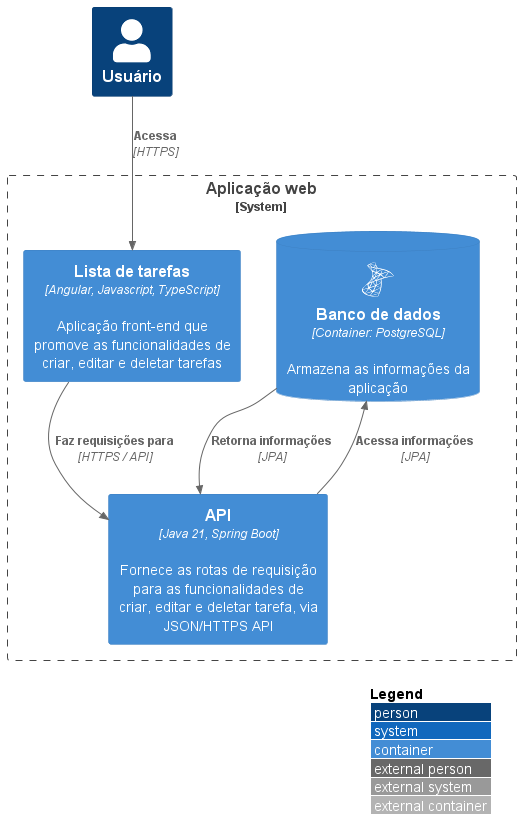 Usuário
Acessa
[HTTPS]
Aplicação web
[System]
Lista de tarefas
[Angular, Javascript, TypeScript]
Aplicação front-end que
promove as funcionalidades de
criar, editar e deletar tarefas
Banco de dados
[Container: PostgreSQL]
Armazena as informações da
aplicação
Faz requisições para
[HTTPS / API]
Retorna informações
[JPA]
Acessa informações
[JPA]
API
[Java 21, Spring Boot]
Fornece as rotas de requisição
para as funcionalidades de
criar, editar e deletar tarefa, via
JSON/HTTPS API
Legend
person
system
container
external person
external system
external container